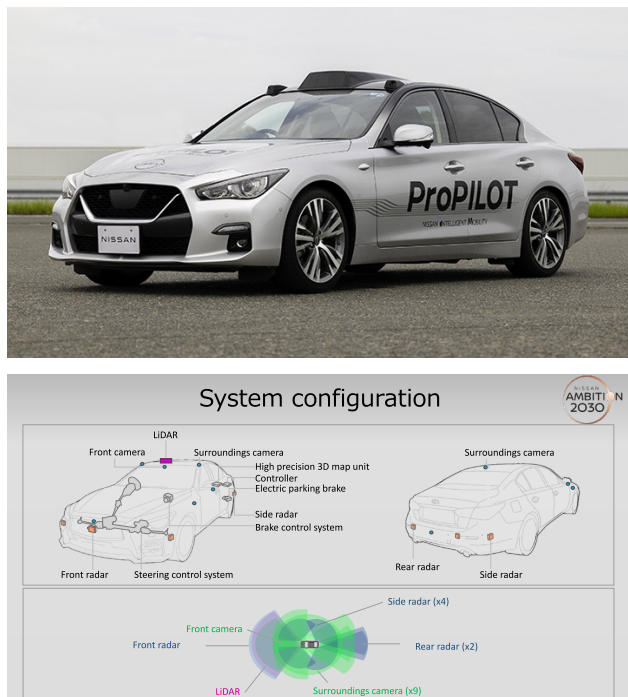 PILOT
ProPILOT
NISSAN INTELLIGENT MOBILITY
NISSAN
System configuration
NISSAN
AMBITION
2030
LiDAR
Front camera
Surroundings camera
High precision 3D map unit
Controller
Electric parking brake
Side radar
Brake control system
Front radar
Steering control system
Surroundings camera
Rear radar
Side radar
Side radar (x4)
Front camera
Front radar
Rear radar (x2)
LiDAR
Surroundings camera (x9)